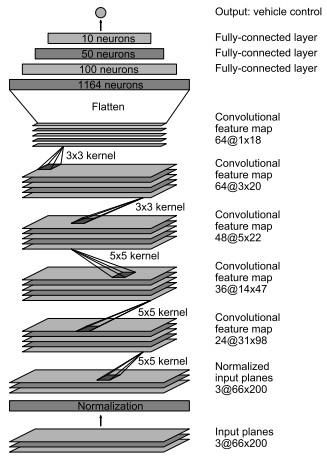 Output: vehicle control
10 neurons
Fully-connected layer
50 neurons
Fully-connected layer
100 neurons
Fully-connected layer
1164 neurons
Flatten
Convolutional
feature map
64@1x18
3x3 kernel
Convolutional
feature map
64@3x20
3x3 kernel
Convolutional
feature map
48@5x22
5x5 kernel
Convolutional
feature map
36@14x47
5x5 kernel
Convolutional
feature map
24@31x98
5x5 kernel
Normalized
input planes
3@66x200
Normalization
Input planes
3@66x200